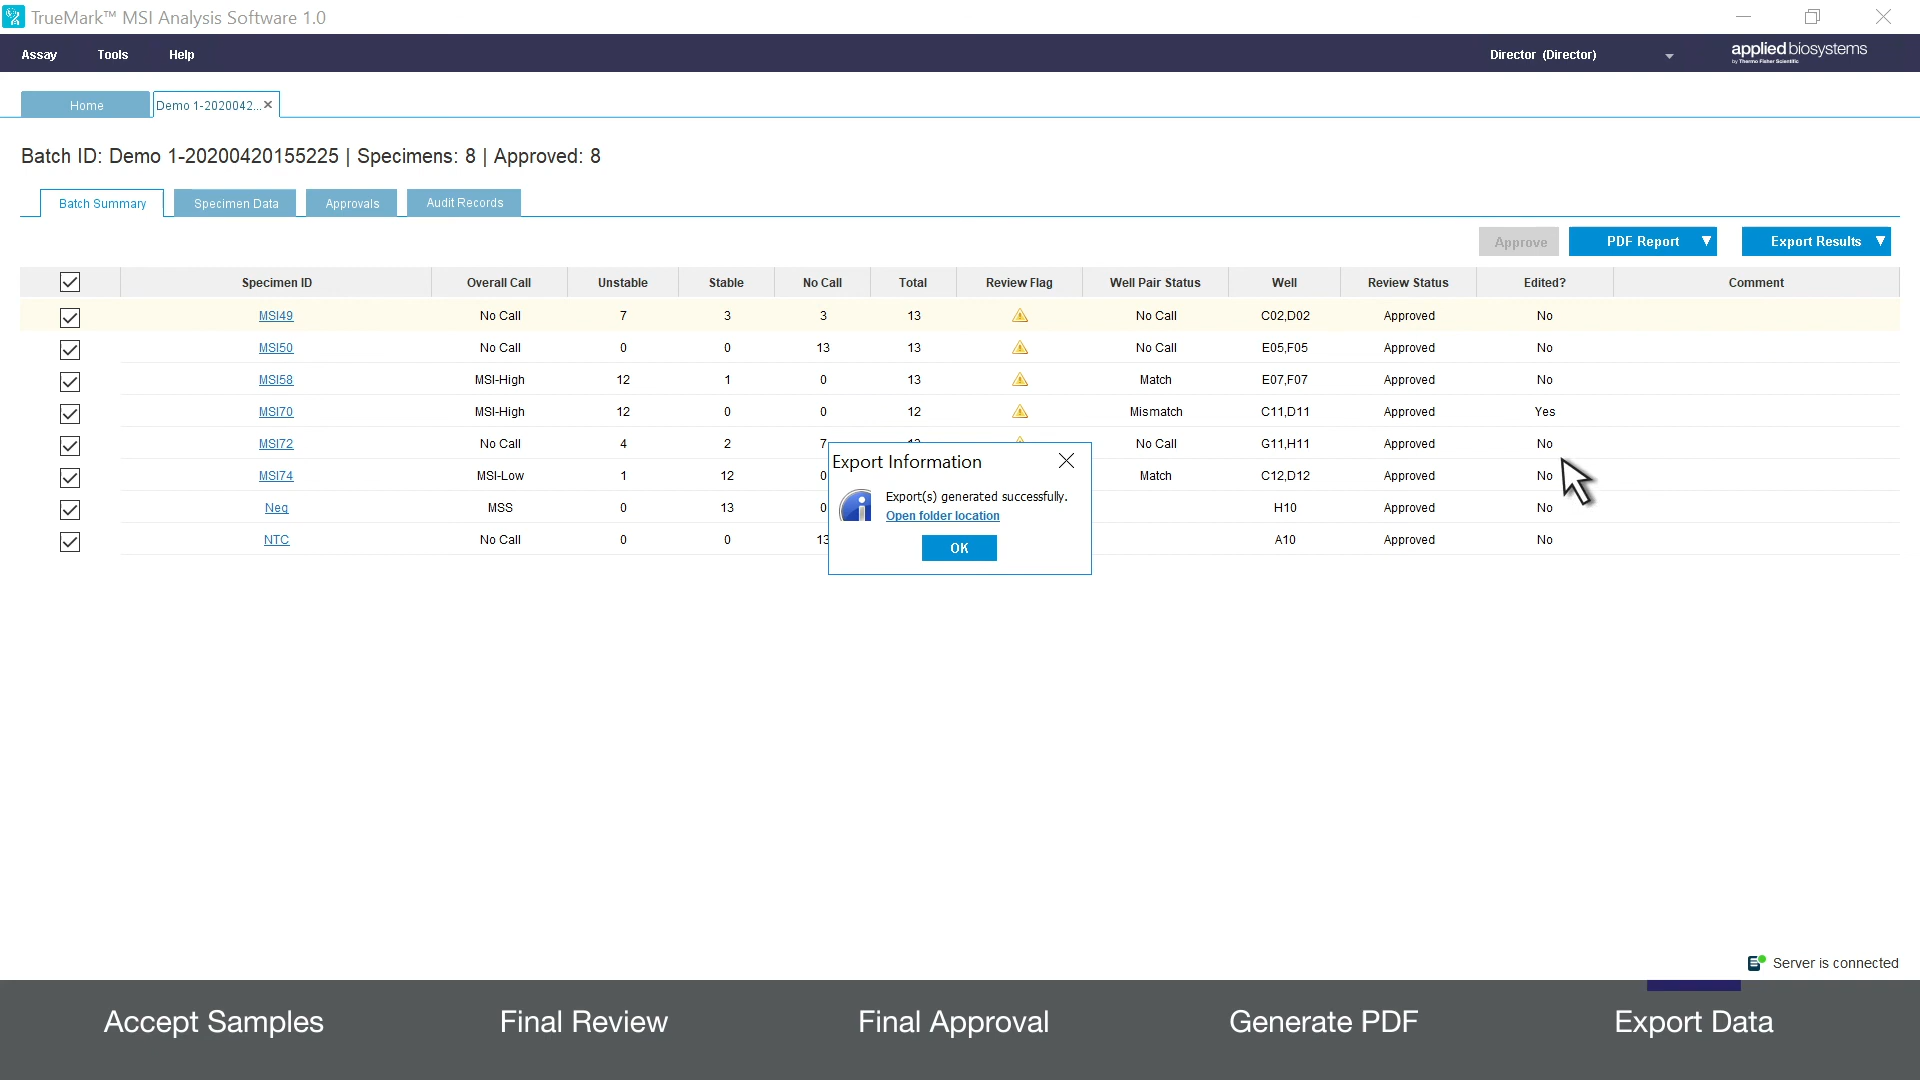 TrueMark™ MSI Analysis Software 1.0
Assay Tools Help Director (Director) applied biosystems
by Thermo Fisher Scientific
Home Demo 1-2020042...
Batch ID: Demo 1-20200420155225 | Specimens: 8 | Approved: 8
Batch Summary Specimen Data Approvals Audit Records
Approve PDF Report Export Results
Specimen ID Overall Call Unstable Stable No Call Total Review Flag Well Pair Status Well Review Status Edited? Comment
MSI49 No Call 7 3 3 13 No Call C02,D02 Approved No
MSI50 No Call 0 0 13 13 No Call E05,F05 Approved No
MSI58 MSI-High 12 1 0 13 Match E07,F07 Approved No
MSI70 MSI-High 12 0 0 12 Mismatch C11,D11 Approved Yes
MSI72 No Call 4 2 7 No Call G11,H11 Approved No
MSI74 MSI-Low 1 12 0 Match C12,D12 Approved No
Neg MSS 0 13 0 H10 Approved No
NTC No Call 0 0 13 A10 Approved No
Export Information
Export(s) generated successfully.
Open folder location
OK
Server is connected
Accept Samples Final Review Final Approval Generate PDF Export Data